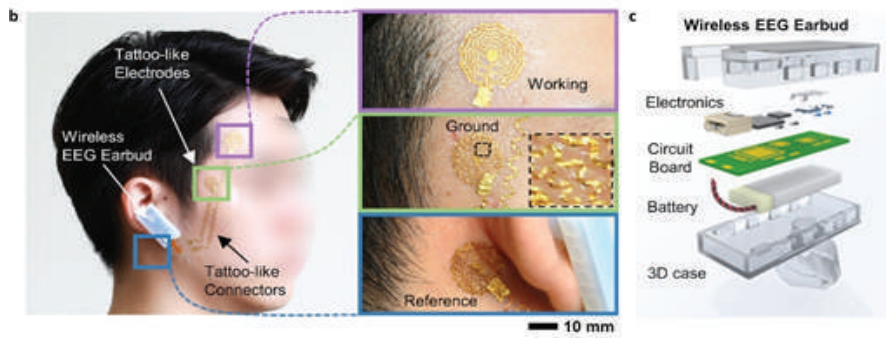 b
Tattoo-like
Electrodes
Wireless
EEG Earbud
Tattoo-like
Connectors
Working
Ground
Reference
10 mm
c
Wireless EEG Earbud
Electronics
Circuit
Board
Battery
3D case